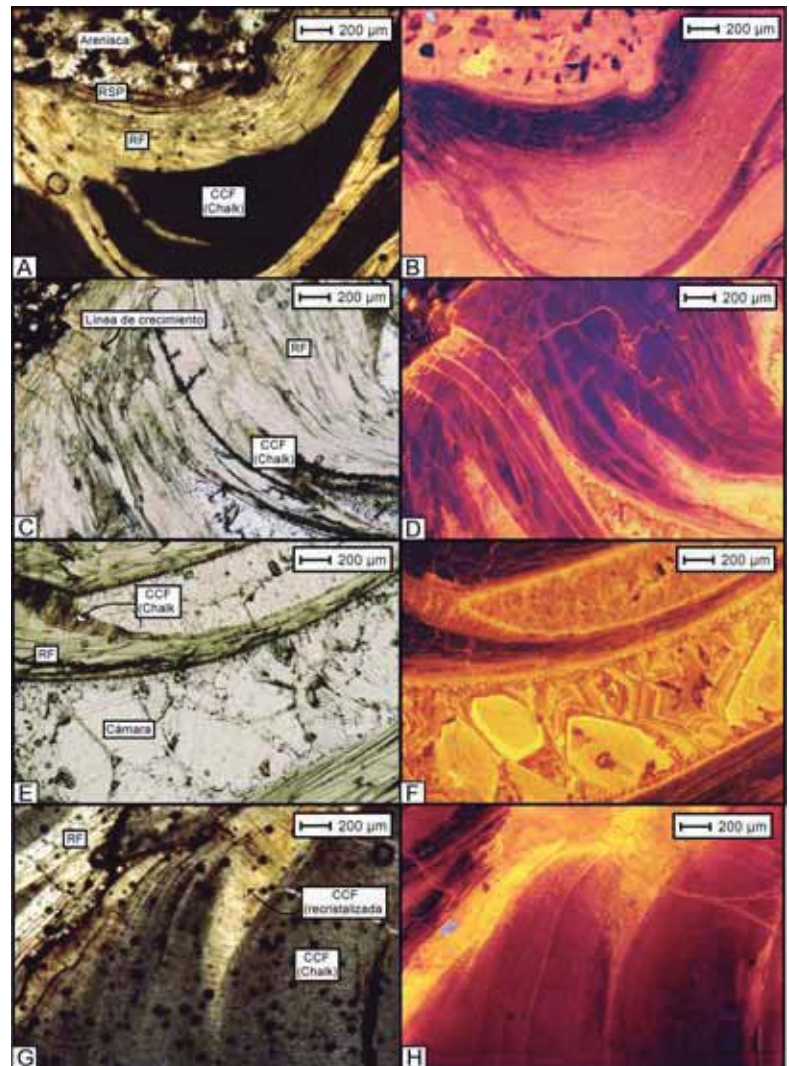 Arenisca
200 µm
RSP
RF
CCF
(Chalk)
A
200 µm
B
200 µm
Línea de crecimiento
RF
CCF
(Chalk)
C
200 µm
D
200 µm
CCF
(Chalk
RF
Cámara
E
200 µm
F
200 µm
RF
CCF
(recristalizada
CCF
(Chalk)
G
200 µm
H